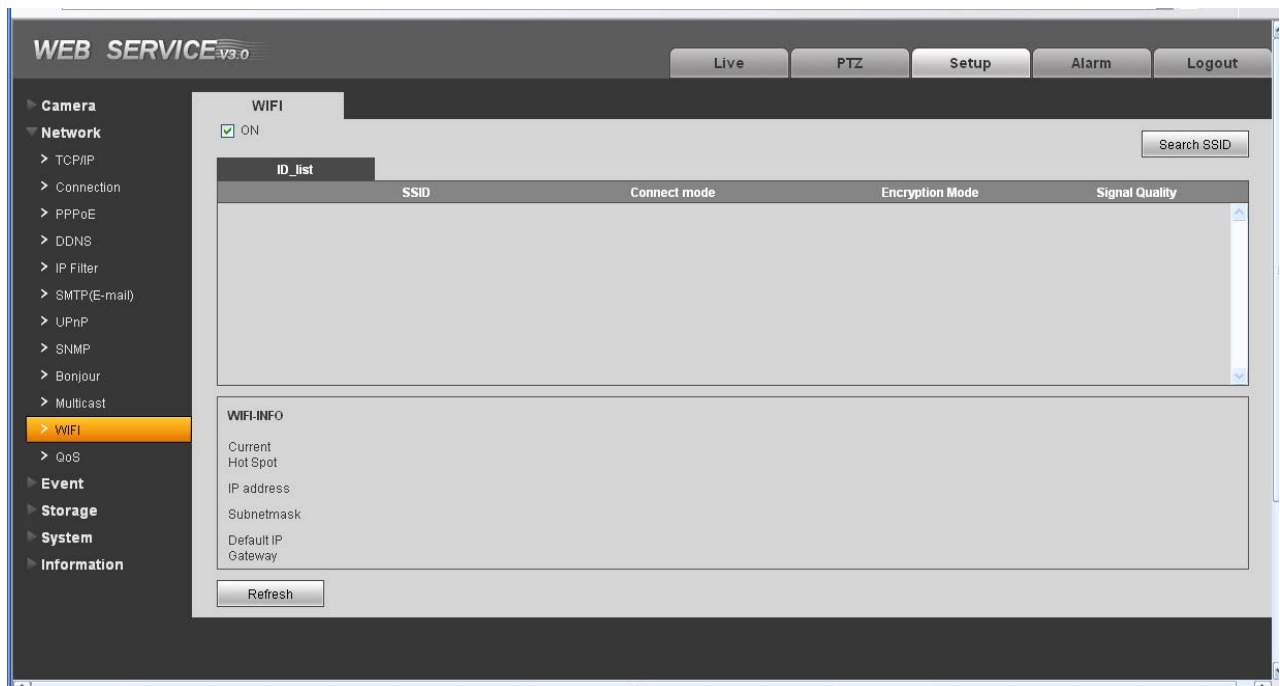 WEB SERVICE V3.0
Live PTZ Setup Alarm Logout
Camera
Network
TCP/IP
Connection
PPPoE
DDNS
IP Filter
SMTP(E-mail)
UPnP
SNMP
Bonjour
Multicast
WIFI
QoS
Event
Storage
System
Information
WIFI
ON
Search SSID
ID_list
SSID Connect mode Encryption Mode Signal Quality
WIFI-INFO
Current
Hot Spot
IP address
Subnetmask
Default IP
Gateway
Refresh